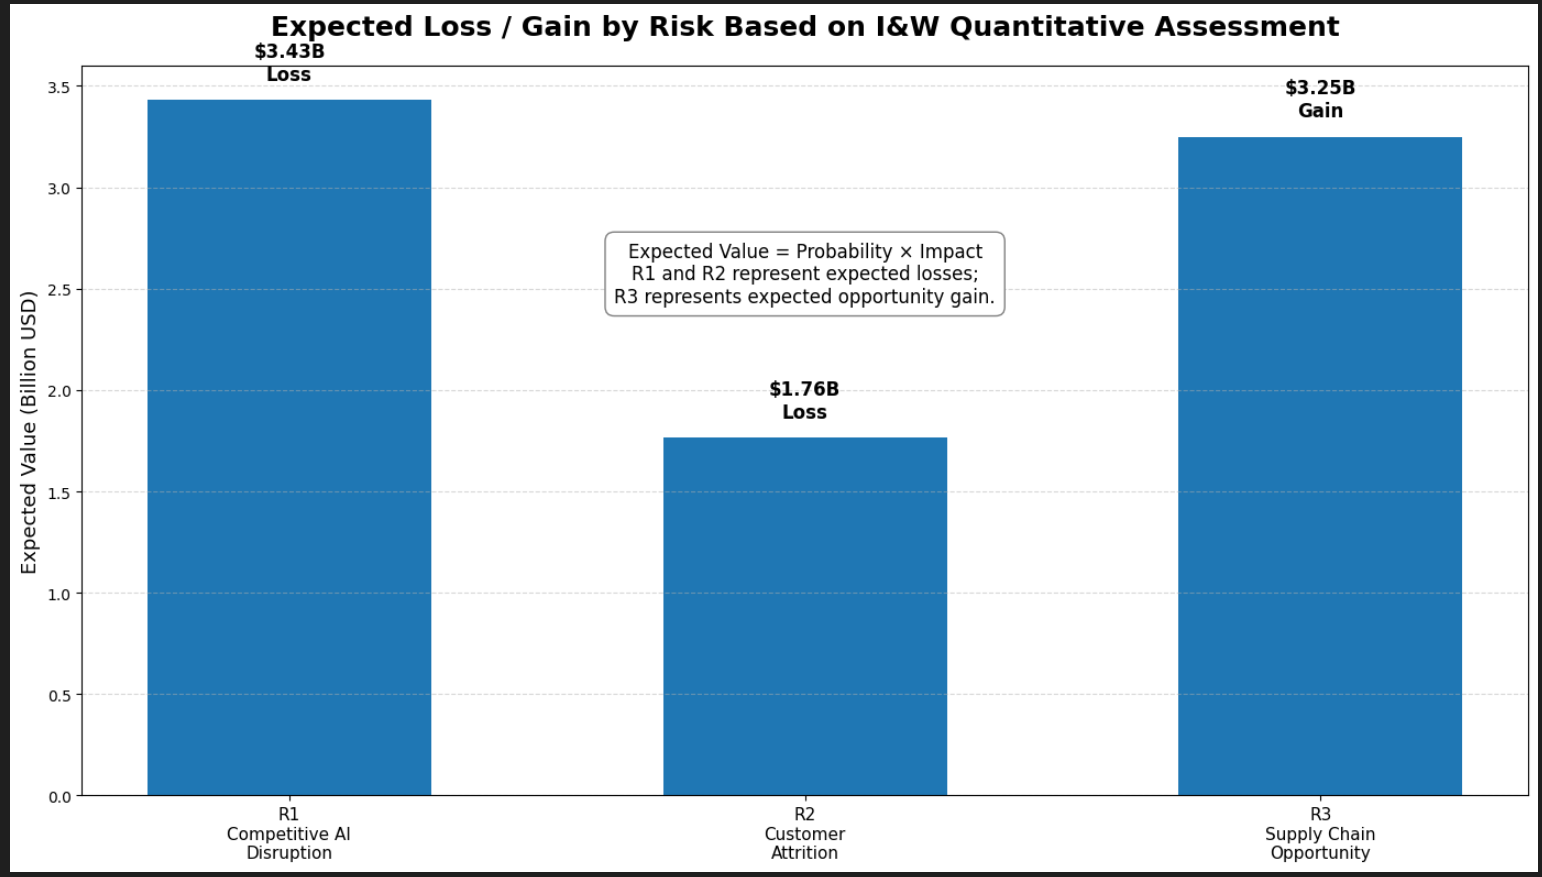 Expected Loss / Gain by Risk Based on I&W Quantitative Assessment
$3.43B
Loss
$3.25B
Gain
$1.76B
Loss
Expected Value = Probability × Impact
R1 and R2 represent expected losses;
R3 represents expected opportunity gain.
Expected Value (Billion USD)
3.5
3.0
2.5
2.0
1.5
1.0
0.5
0.0
R1
Competitive AI
Disruption
R2
Customer
Attrition
R3
Supply Chain
Opportunity